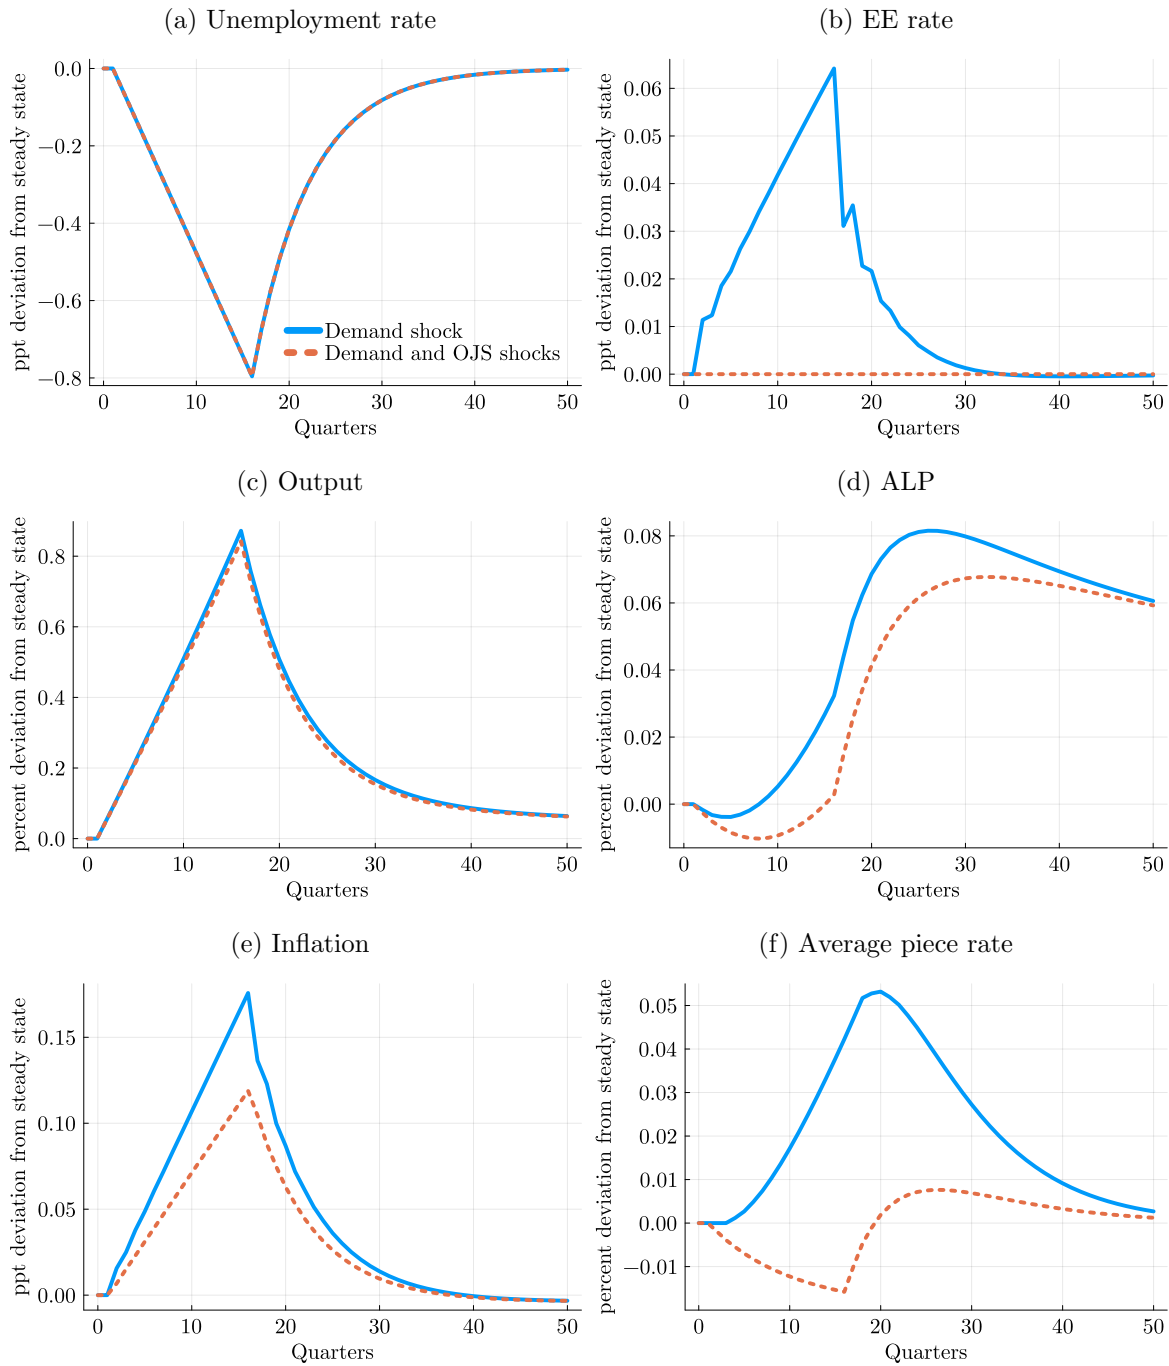 (a) Unemployment rate
ppt deviation from steady state
0.0
−0.2
−0.4
−0.6
−0.8
Demand shock
Demand and OJS shocks
0 10 20 30 40 50
Quarters
(b) EE rate
ppt deviation from steady state
0.06
0.05
0.04
0.03
0.02
0.01
0.00
0 10 20 30 40 50
Quarters
(c) Output
percent deviation from steady state
0.8
0.6
0.4
0.2
0.0
0 10 20 30 40 50
Quarters
(d) ALP
percent deviation from steady state
0.08
0.06
0.04
0.02
0.00
0 10 20 30 40 50
Quarters
(e) Inflation
ppt deviation from steady state
0.15
0.10
0.05
0.00
0 10 20 30 40 50
Quarters
(f) Average piece rate
percent deviation from steady state
0.05
0.04
0.03
0.02
0.01
0.00
−0.01
0 10 20 30 40 50
Quarters